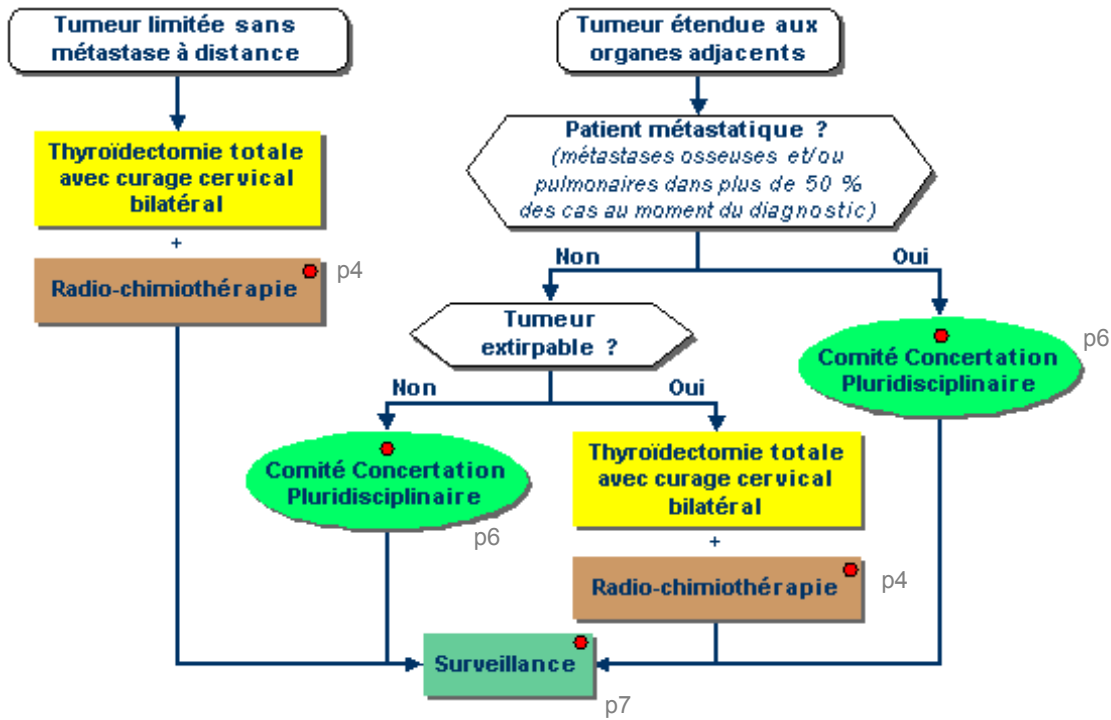 Tumeur limitée sans
métastase à distance
Thyroïdectomie totale
avec curage cervical
bilatéral
+
Radio-chimiothérapie
p4
Tumeur étendue aux
organes adjacents
Patient métastatique ?
(métastases osseuses et/ou
pulmonaires dans plus de 50 %
des cas au moment du diagnostic)
Non
Oui
Tumeur
extirpable ?
Comité Concertation
Pluridisciplinaire
p6
Non
Oui
Comité Concertation
Pluridisciplinaire
p6
Thyroïdectomie totale
avec curage cervical
bilatéral
+
Radio-chimiothérapie
p4
Surveillance
p7